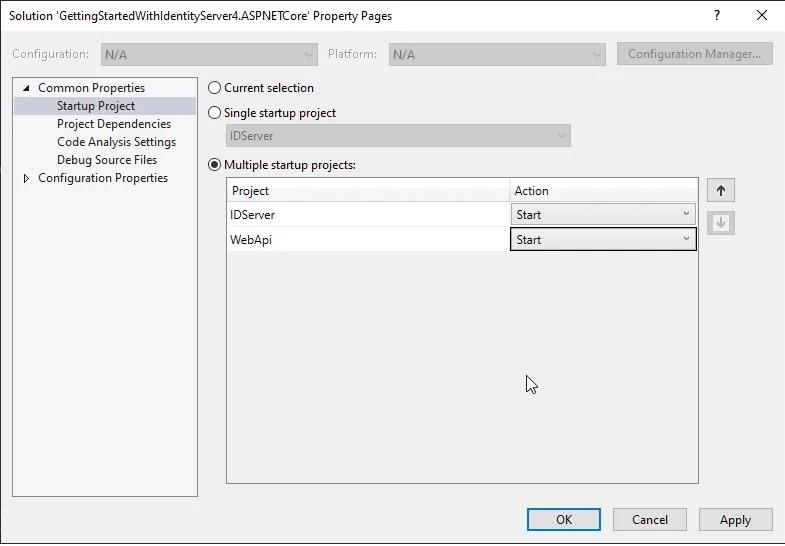 Solution 'GettingStartedWithIdentityServer4.ASPNETCore' Property Pages
?
Configuration: N/A Platform: N/A Configuration Manager...
Common Properties
Startup Project
Project Dependencies
Code Analysis Settings
Debug Source Files
Configuration Properties
Current selection
Single startup project
IDServer
Multiple startup projects:
Project Action
IDServer Start
WebApi Start
OK Cancel Apply